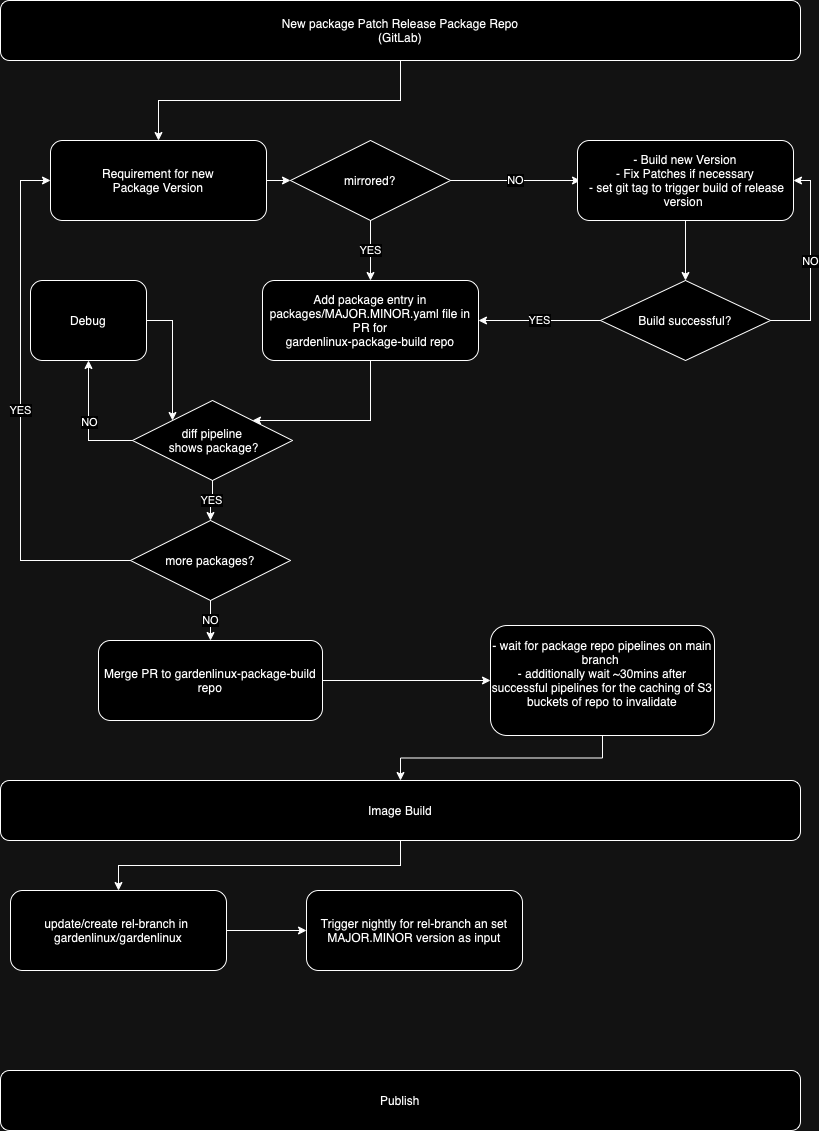 New package Patch Release Package Repo
(GitLab)
Requirement for new
Package Version
mirrored?
NO
- Build new Version
- Fix Patches if necessary
- set git tag to trigger build of release
version
YES
NO
Debug
Add package entry in
packages/MAJOR.MINOR.yaml file in
PR for
gardenlinux-package-build repo
YES
Build successful?
YES
NO
diff pipeline
shows package?
YES
more packages?
NO
Merge PR to gardenlinux-package-build
repo
- wait for package repo pipelines on main
branch
- additionally wait ~30mins after
successful pipelines for the caching of S3
buckets of repo to invalidate
Image Build
update/create rel-branch in
gardenlinux/gardenlinux
Trigger nightly for rel-branch an set
MAJOR.MINOR version as input
Publish